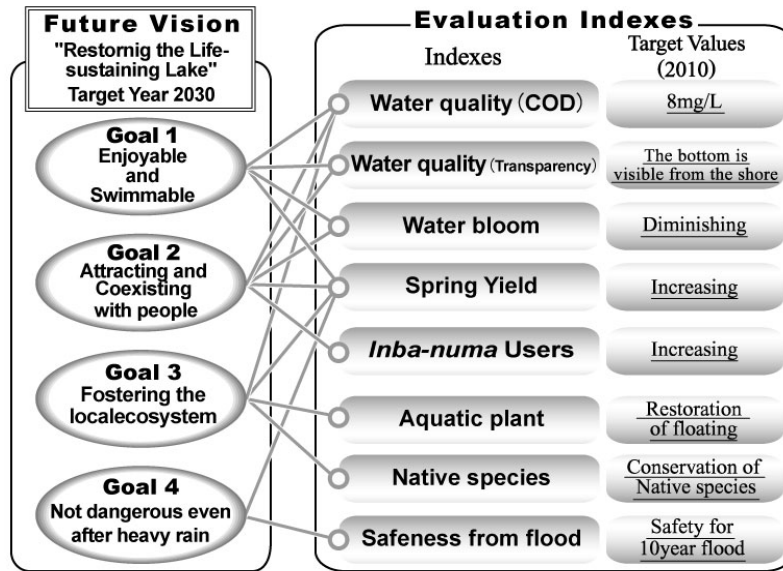 Future Vision
"Restornig the Life-
sustaining Lake"
Target Year 2030
Goal 1
Enjoyable
and
Swimmable
Goal 2
Attracting and
Coexisting
with people
Goal 3
Fostering the
localecosystem
Goal 4
Not dangerous even
after heavy rain
Evaluation Indexes
Indexes
Target Values
(2010)
Water quality (COD)
8mg/L
Water quality (Transparency)
The bottom is
visible from the shore
Water bloom
Diminishing
Spring Yield
Increasing
Inba-numa Users
Increasing
Aquatic plant
Restoration
of floating
Native species
Conservation of
Native species
Safeness from flood
Safety for
10year flood